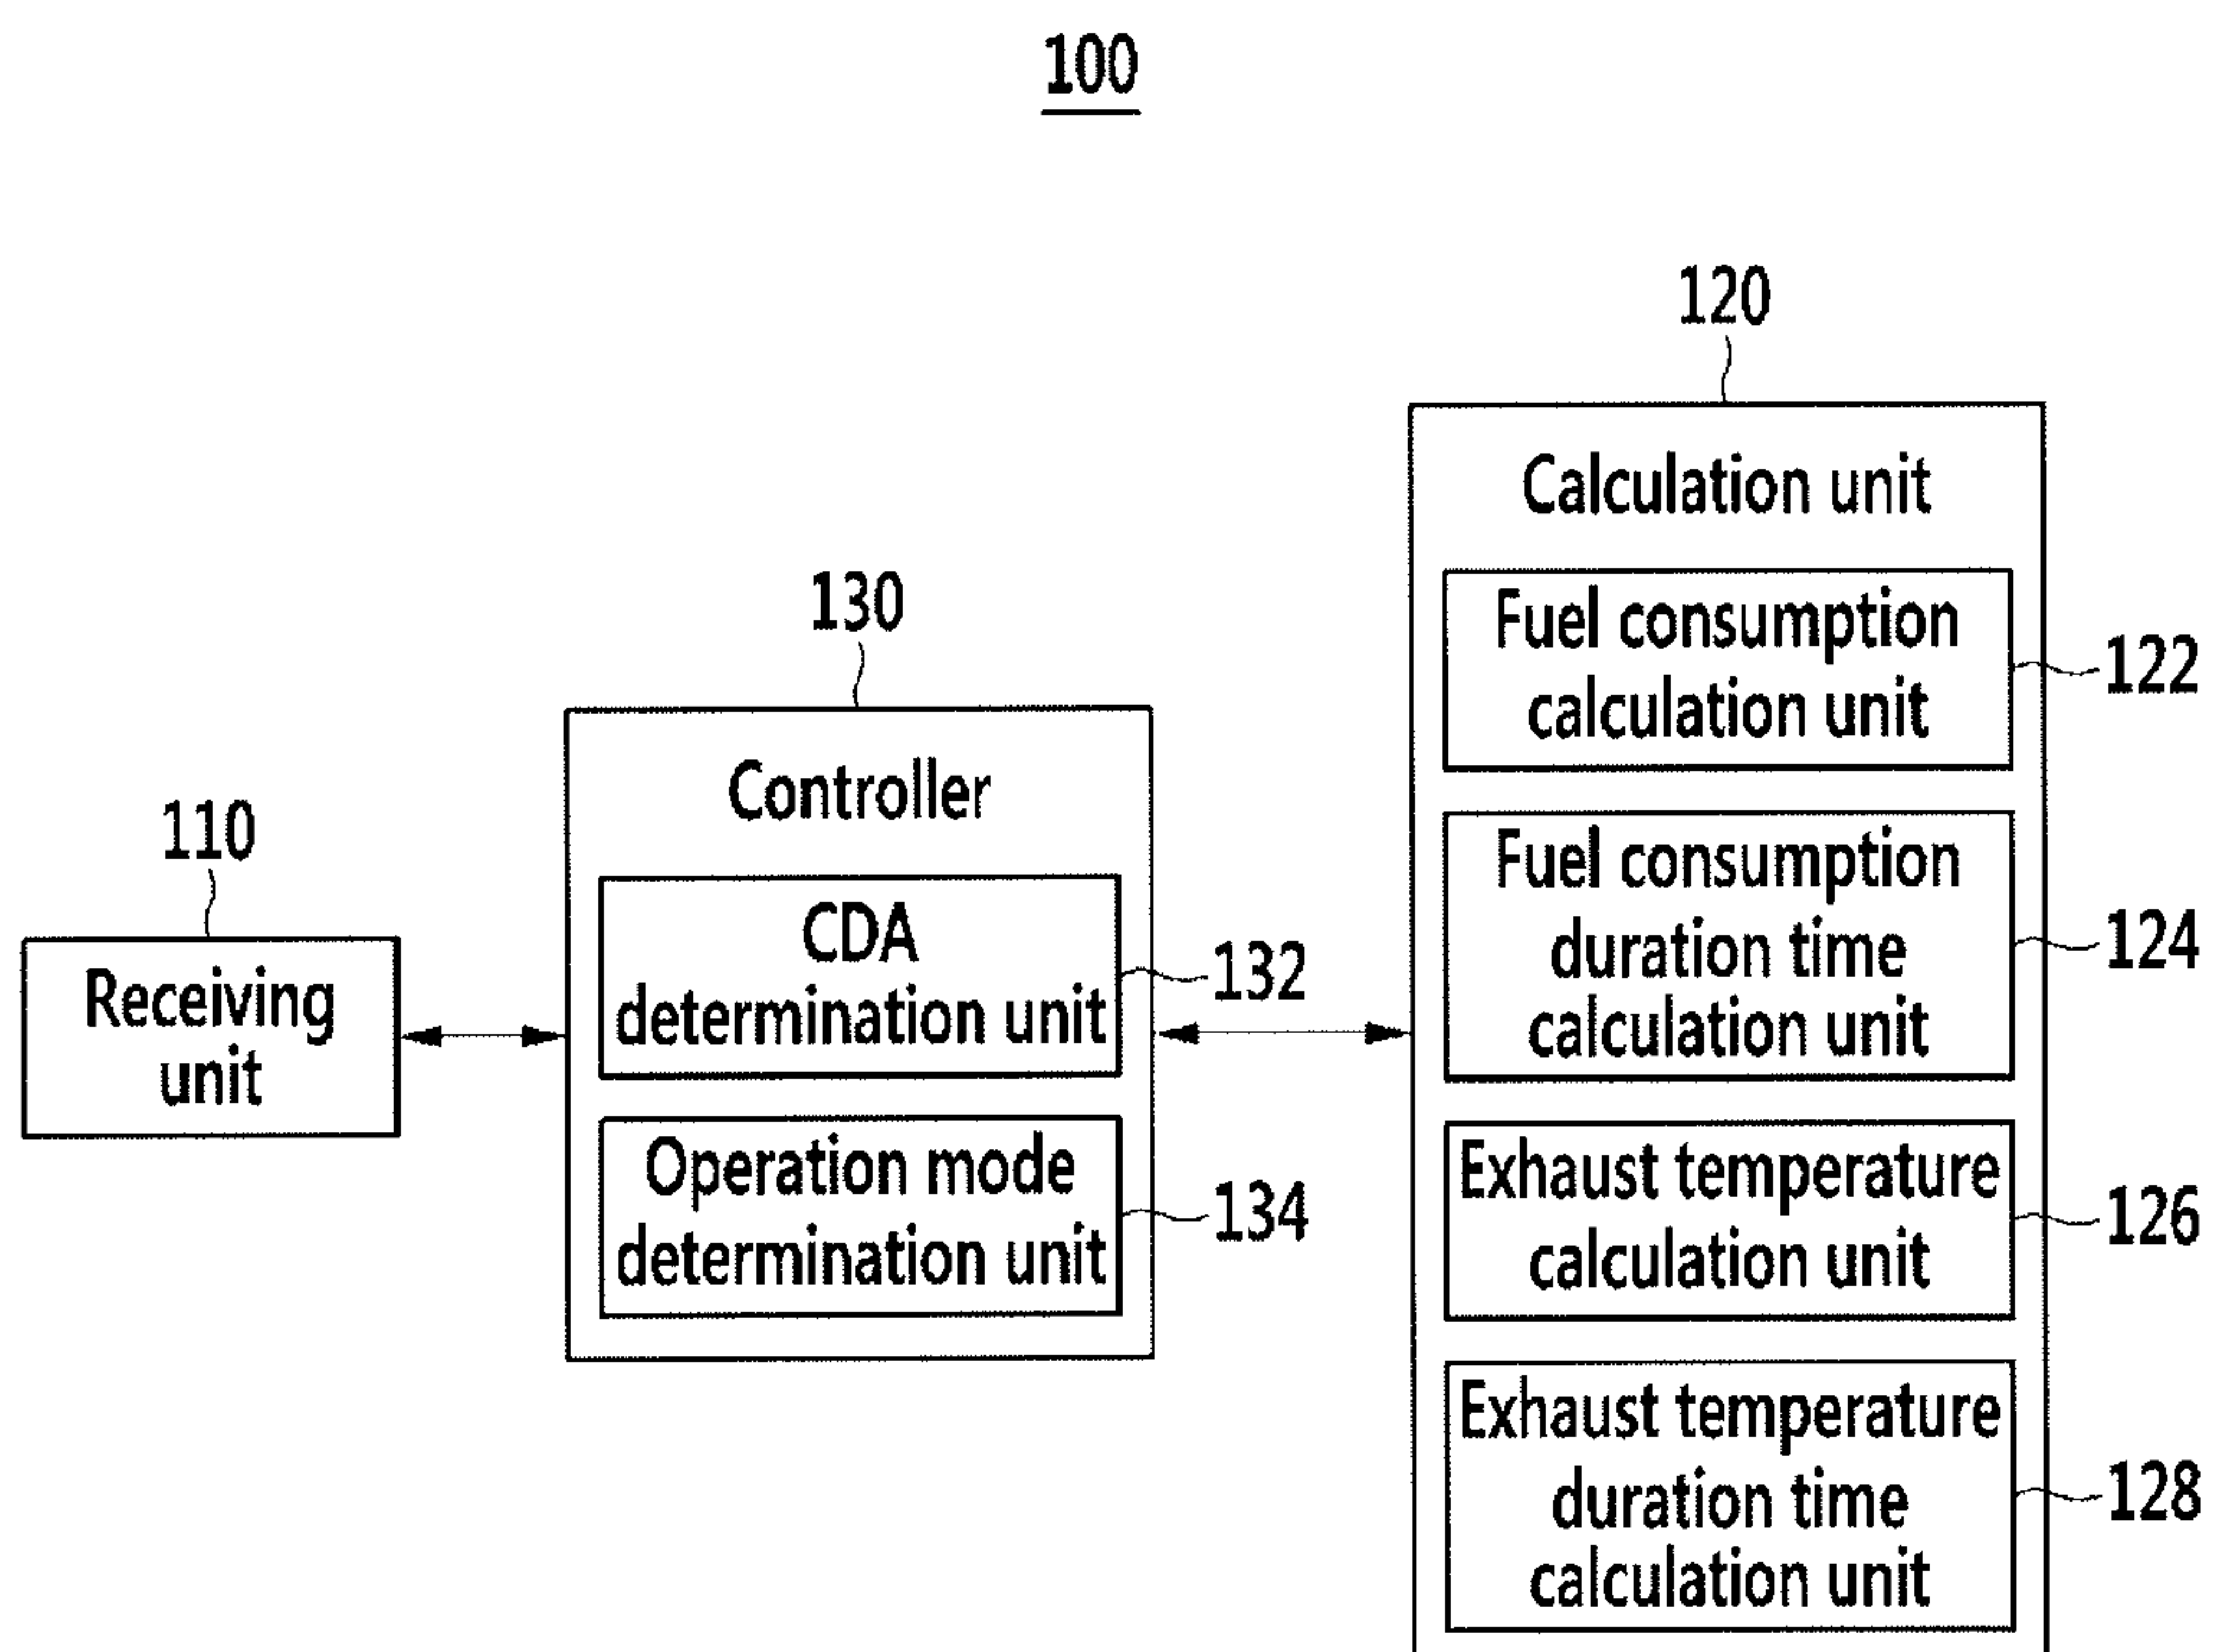 100
110
Receiving
unit
130
Controller
CDA
determination unit
132
Operation mode
determination unit
134
120
Calculation unit
Fuel consumption
calculation unit
122
Fuel consumption
duration time
calculation unit
124
Exhaust temperature
calculation unit
126
Exhaust temperature
duration time
calculation unit
128